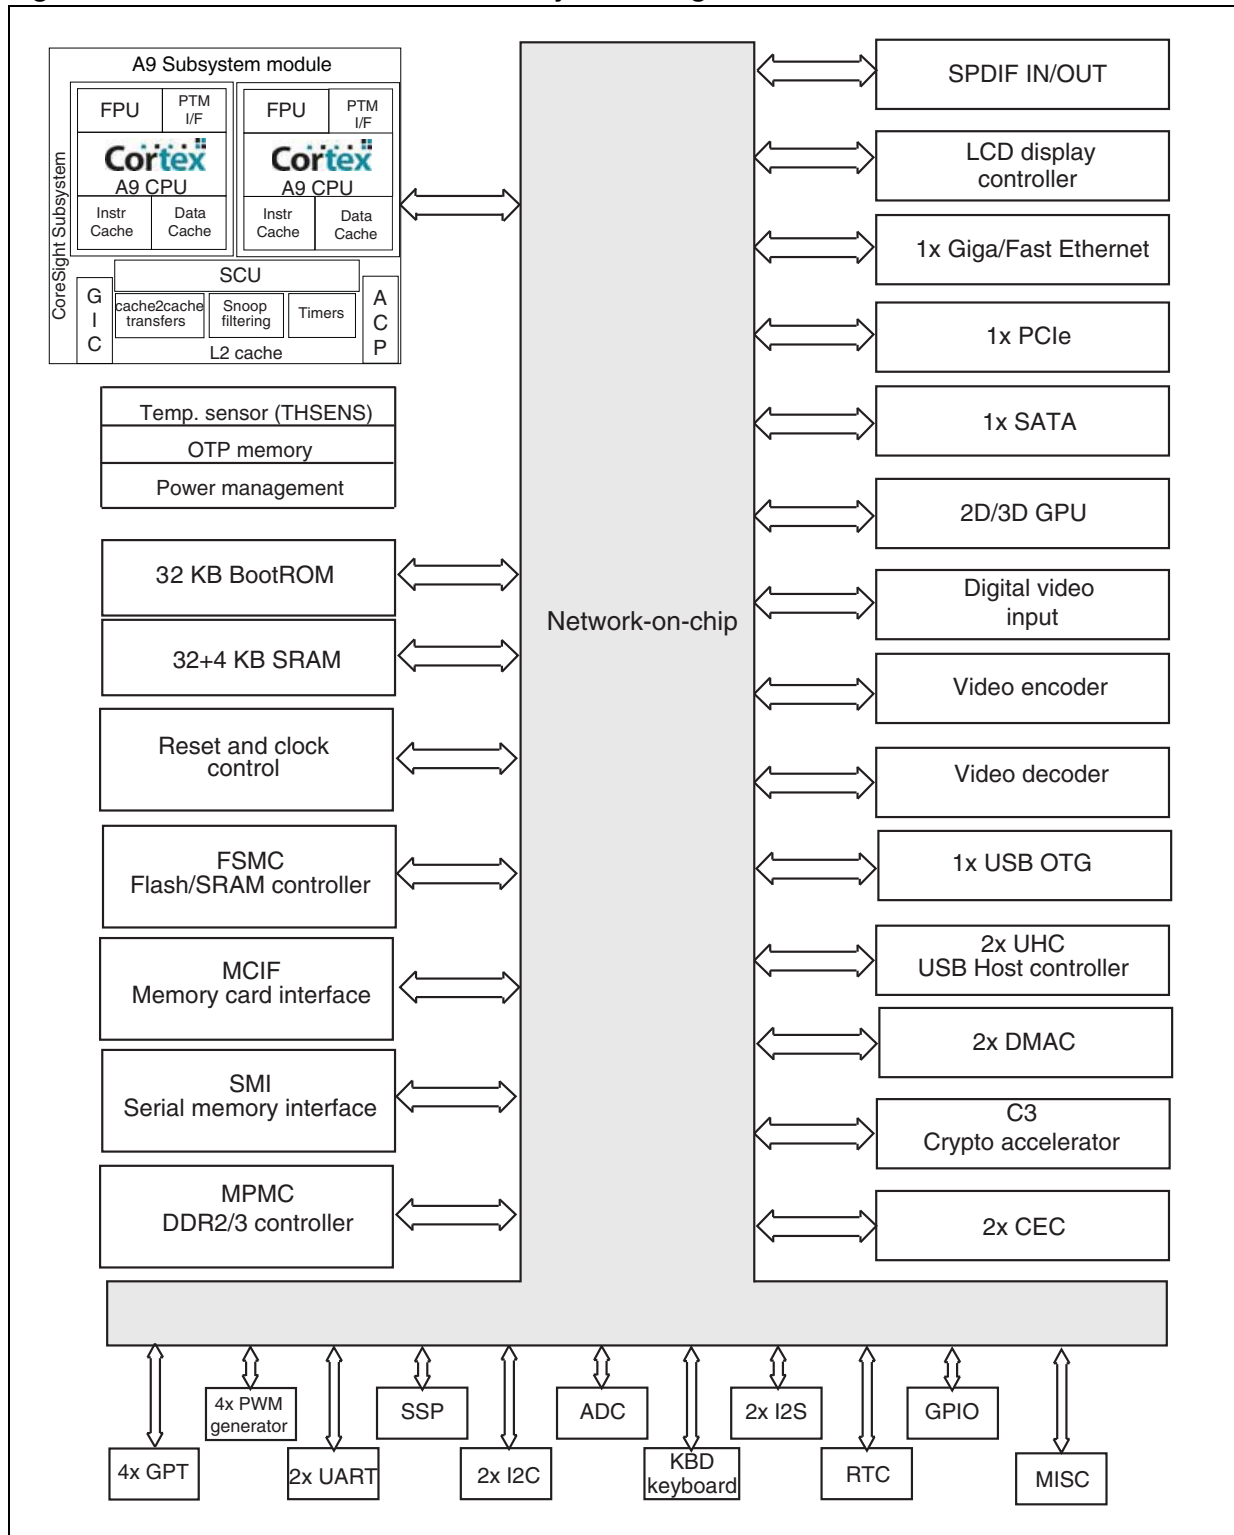 A9 Subsystem module
FPU
PTM
I/F
Cortex
A9 CPU
Instr
Cache
Data
Cache
FPU
PTM
I/F
Cortex
A9 CPU
Instr
Cache
Data
Cache
CoreSight Subsystem
SCU
GIC
cache2cache
transfers
Snoop
filtering
Timers
ACP
L2 cache
Temp. sensor (THSENS)
OTP memory
Power management
32 KB BootROM
32+4 KB SRAM
Reset and clock
control
FSMC
Flash/SRAM controller
MCIF
Memory card interface
SMI
Serial memory interface
MPMC
DDR2/3 controller
Network-on-chip
SPDIF IN/OUT
LCD display
controller
1x Giga/Fast Ethernet
1x PCIe
1x SATA
2D/3D GPU
Digital video
input
Video encoder
Video decoder
1x USB OTG
2x UHC
USB Host controller
2x DMAC
C3
Crypto accelerator
2x CEC
4x GPT
4x PWM
generator
2x UART
SSP
2x I2C
ADC
KBD
keyboard
2x I2S
RTC
GPIO
MISC